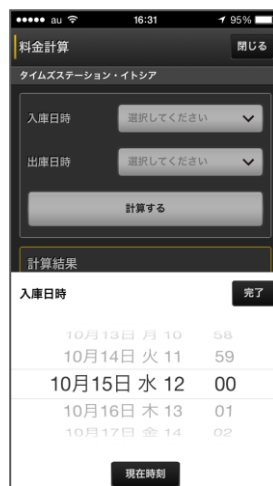 au 16:31 95%
料金計算 閉じる
タイムズステーション・イトシア
入庫日時 選択してください
出庫日時 選択してください
計算する
計算結果
入庫日時 完了
10月13日 月 10 58
10月14日 火 11 59
10月15日 水 12 00
10月16日 木 13 01
10月17日 金 14 02
現在時刻